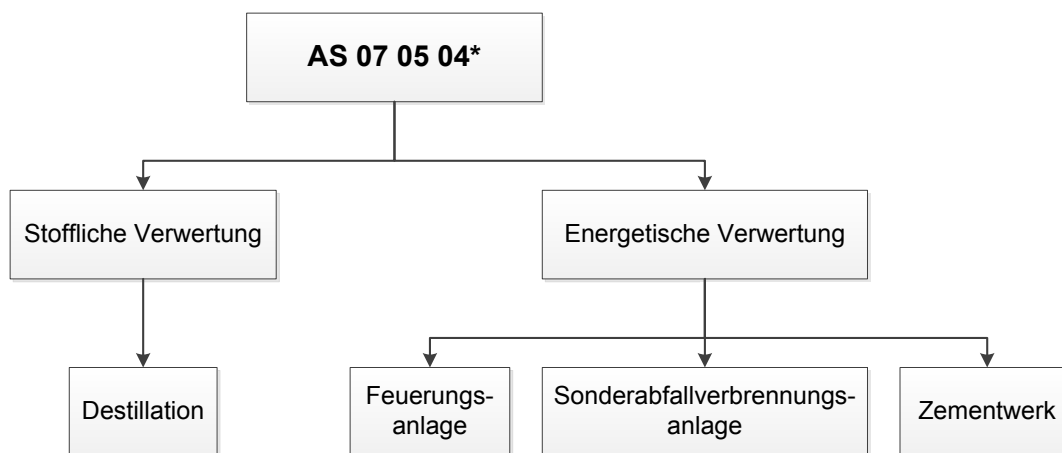 AS 07 05 04*
Stoffliche Verwertung
Energetische Verwertung
Destillation
Feuerungs-
anlage
Sonderabfallverbrennungs-
anlage
Zementwerk